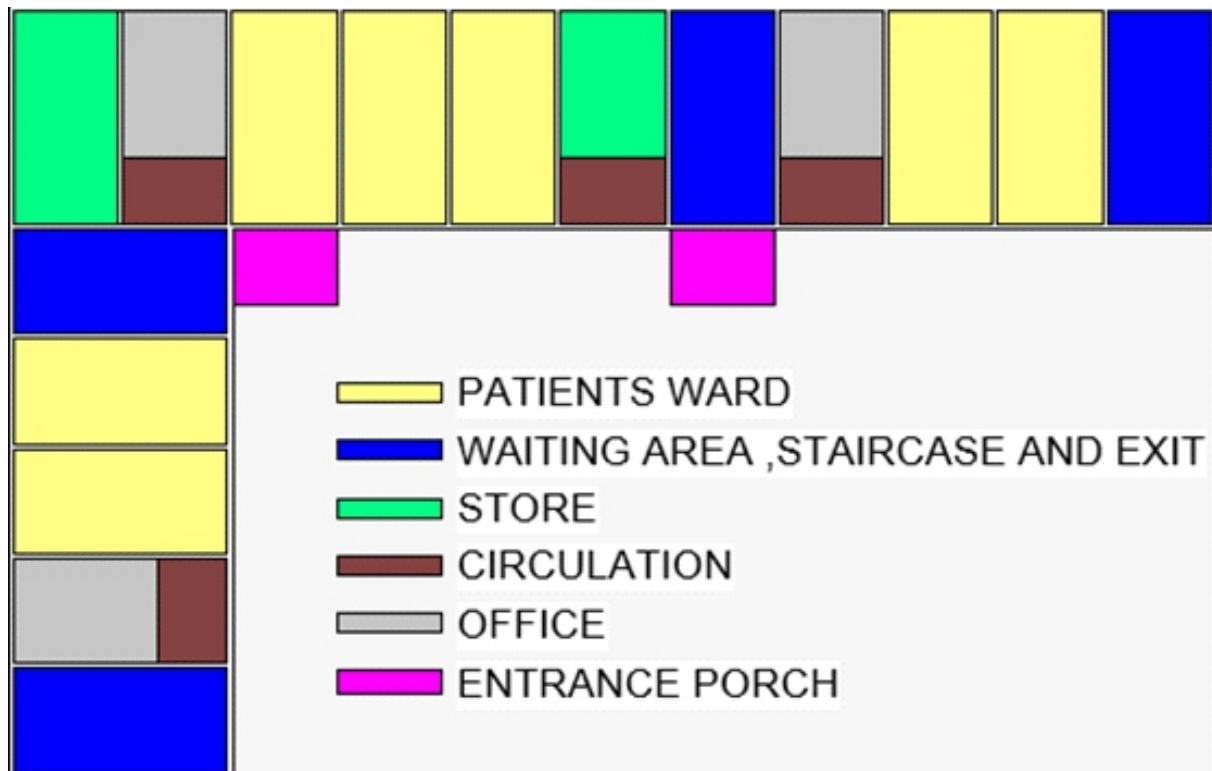 PATIENTS WARD
WAITING AREA ,STAIRCASE AND EXIT
STORE
CIRCULATION
OFFICE
ENTRANCE PORCH